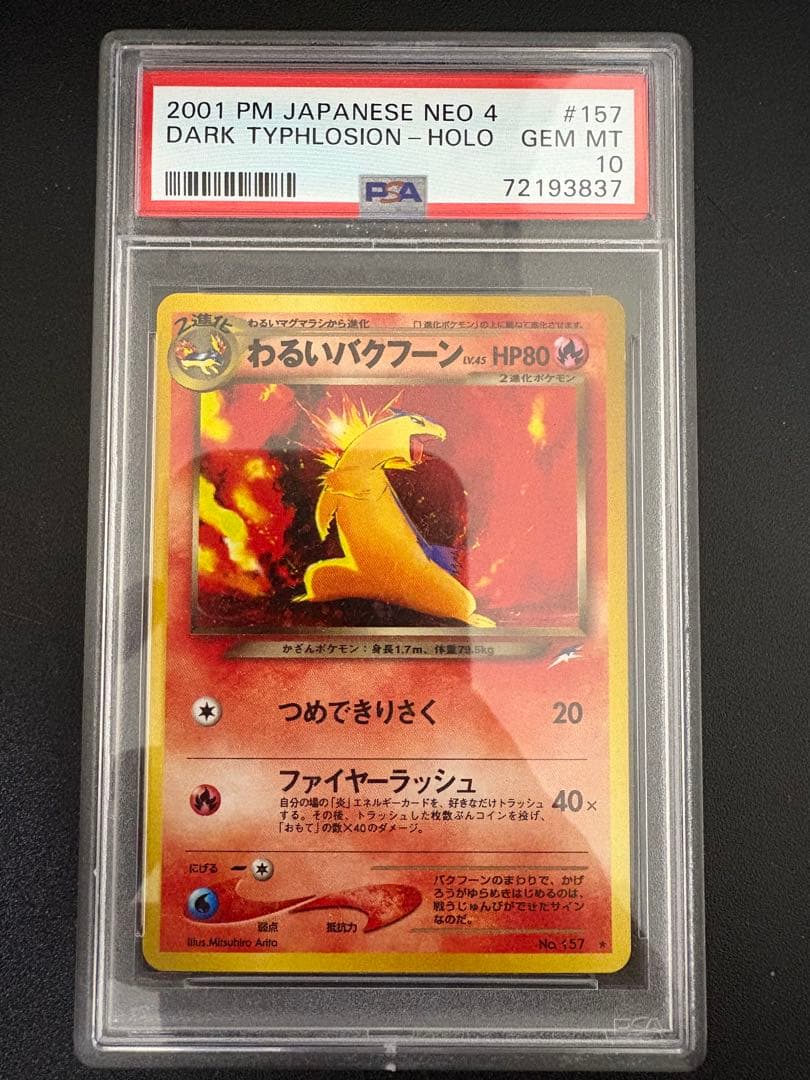 2001 PM JAPANESE NEO 4 #157
DARK TYPHLOSION-HOLO GEM MT
10
PSA 72193837
2進化
わるいマグマラシから進化 「1進化ポケモン」の上に重ねて進化させます。
わるいバクフーン LV.45 HP80
2進化ポケモン
かざんポケモン:身長1.7m、体重79.5kg
つめできりさく 20
ファイヤーラッシュ
自分の場の「炎」エネルギーカードを、好きなだけトラッシュ
する。その後、トラッシュした枚数ぶんコインを投げ、
「おもて」の数×40のダメージ。
40×
にげる
弱点 抵抗力
バクフーンのまわりで、かげ
ろうがゆらめきはじめるのは、
戦うじゅんびができたサイン
なのだ。
Illus.Mitsuhiro Arita
No.157 ★
PSA